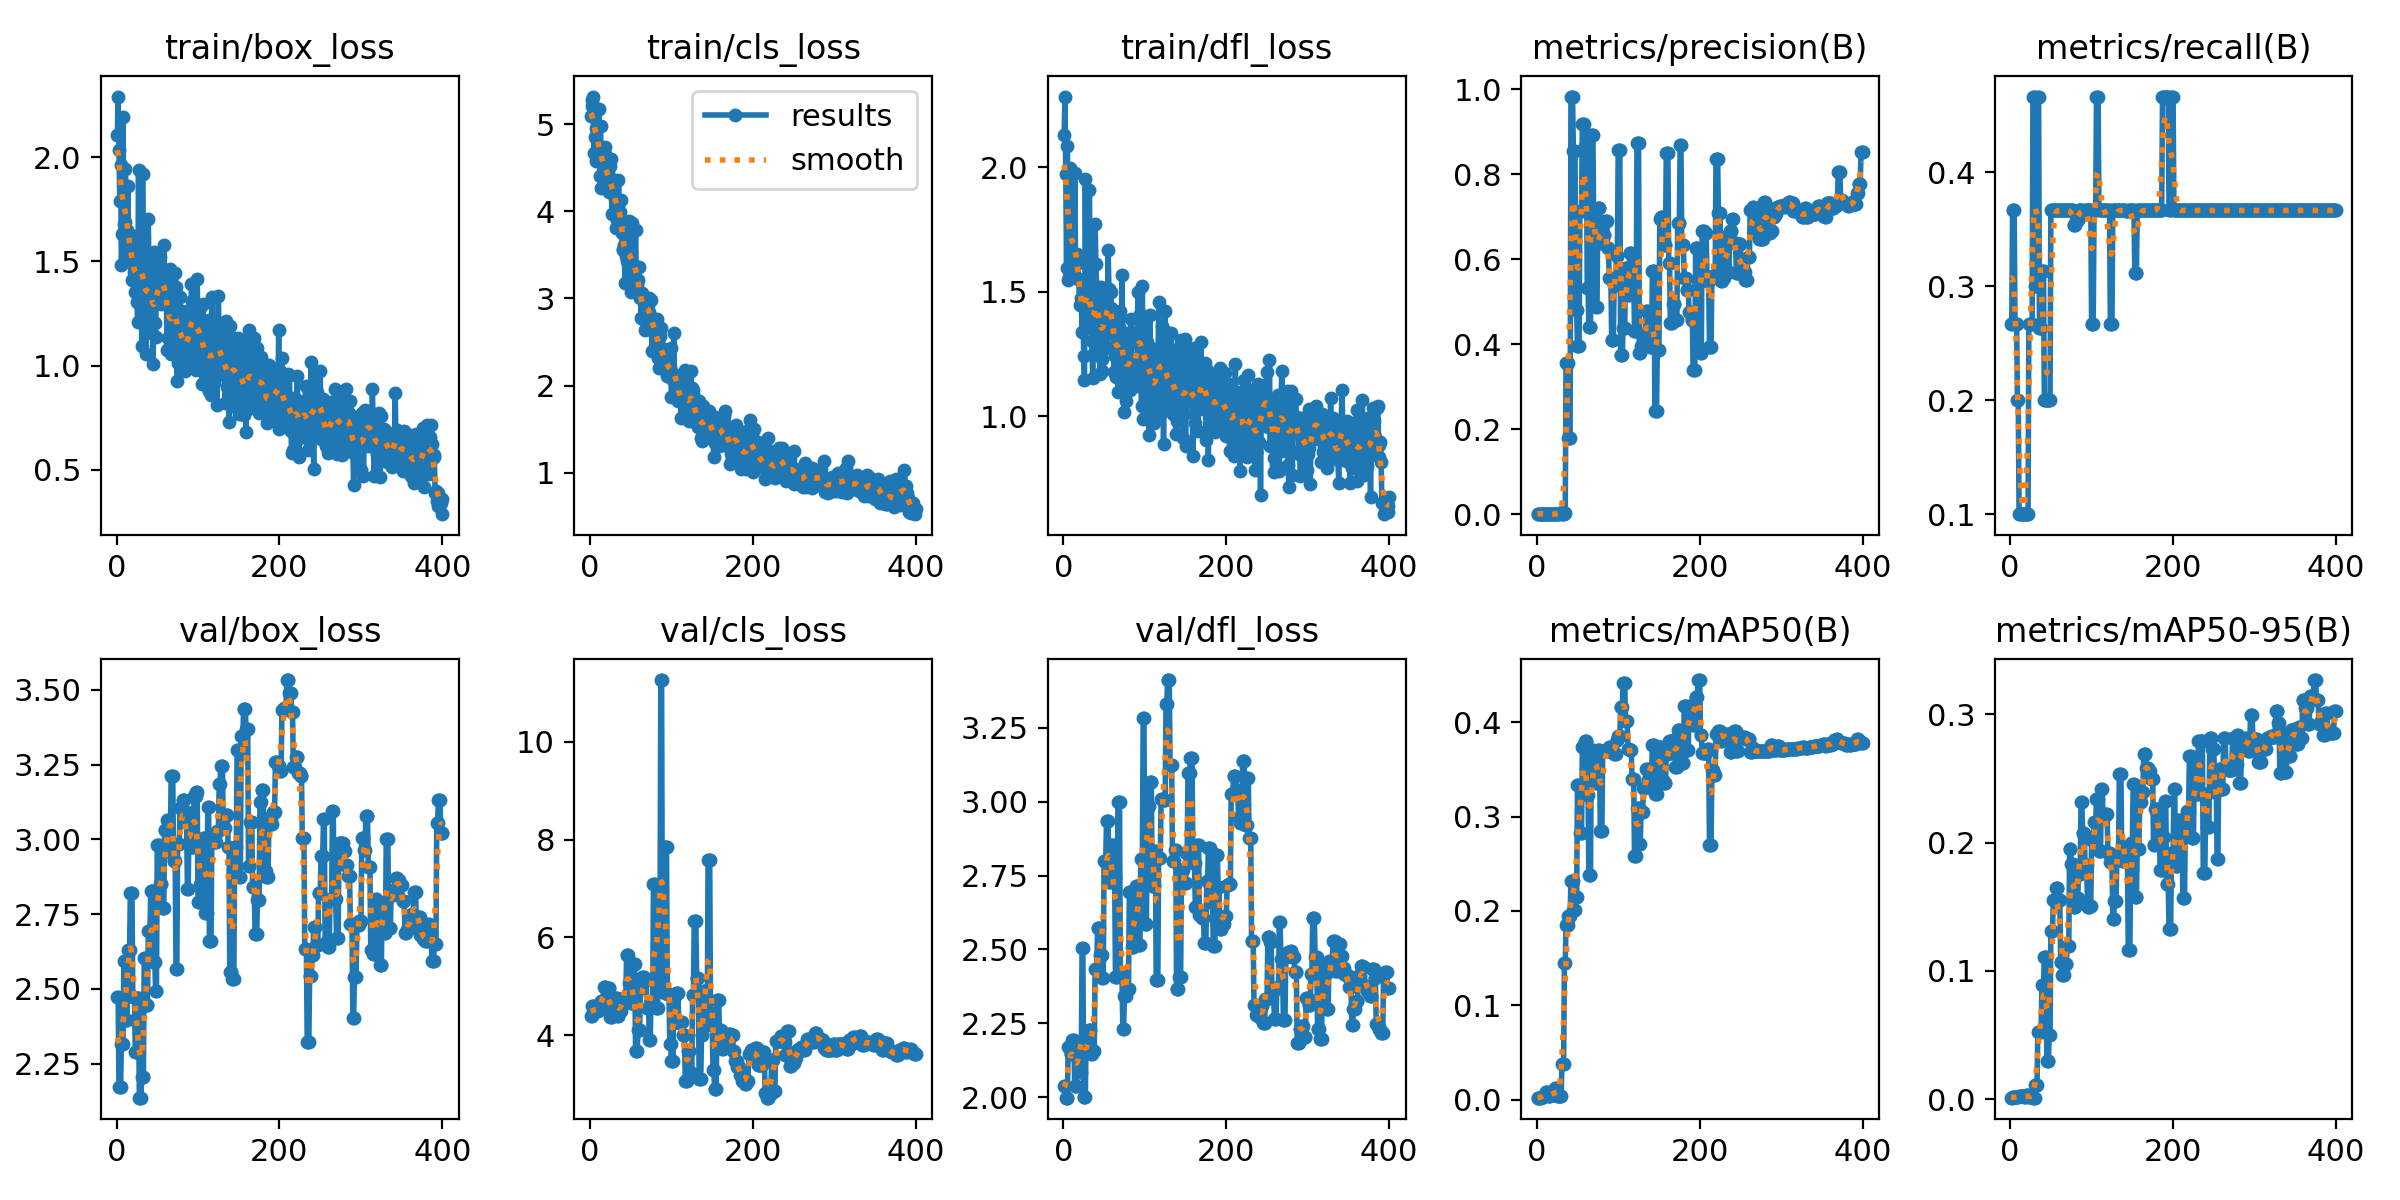 train/box_loss
2.0
1.5
1.0
0.5
0 200 400
train/cls_loss
results
smooth
5
4
3
2
1
0 200 400
train/dfl_loss
2.0
1.5
1.0
0 200 400
metrics/precision(B)
1.0
0.8
0.6
0.4
0.2
0.0
0 200 400
metrics/recall(B)
0.4
0.3
0.2
0.1
0 200 400
val/box_loss
3.50
3.25
3.00
2.75
2.50
2.25
0 200 400
val/cls_loss
10
8
6
4
0 200 400
val/dfl_loss
3.25
3.00
2.75
2.50
2.25
2.00
0 200 400
metrics/mAP50(B)
0.4
0.3
0.2
0.1
0.0
0 200 400
metrics/mAP50-95(B)
0.3
0.2
0.1
0.0
0 200 400